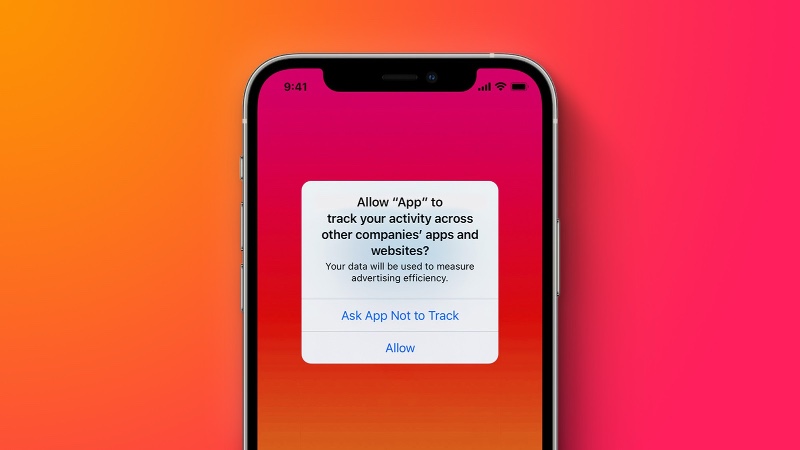 9:41
Allow “App” to
track your activity across
other companies’ apps and
websites?
Your data will be used to measure
advertising efficiency.
Ask App Not to Track
Allow